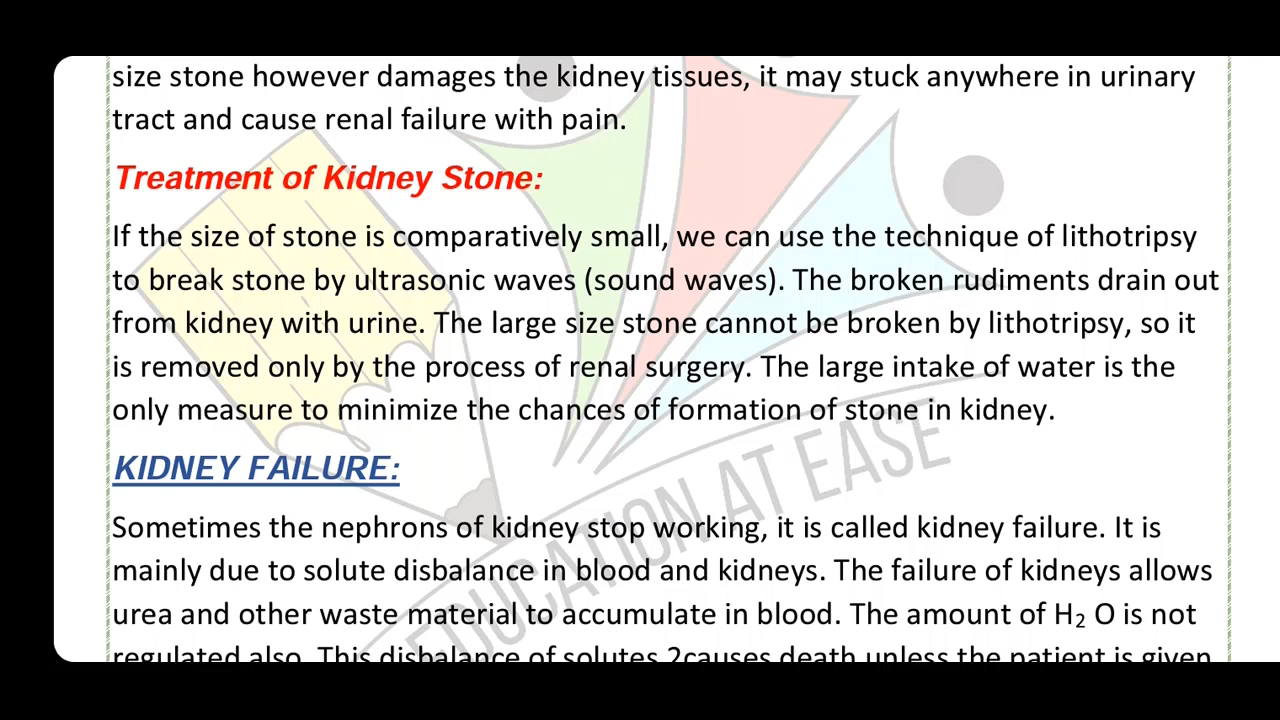 size stone however damages the kidney tissues, it may stuck anywhere in urinary
tract and cause renal failure with pain.
Treatment of Kidney Stone:
If the size of stone is comparatively small, we can use the technique of lithotripsy
to break stone by ultrasonic waves (sound waves). The broken rudiments drain out
from kidney with urine. The large size stone cannot be broken by lithotripsy, so it
is removed only by the process of renal surgery. The large intake of water is the
only measure to minimize the chances of formation of stone in kidney.
KIDNEY FAILURE:
Sometimes the nephrons of kidney stop working, it is called kidney failure. It is
mainly due to solute disbalance in blood and kidneys. The failure of kidneys allows
urea and other waste material to accumulate in blood. The amount of H₂ O is not
regulated also. This disbalance of solutes 2causes death unless the patient is given
EDUCATION AT EASE